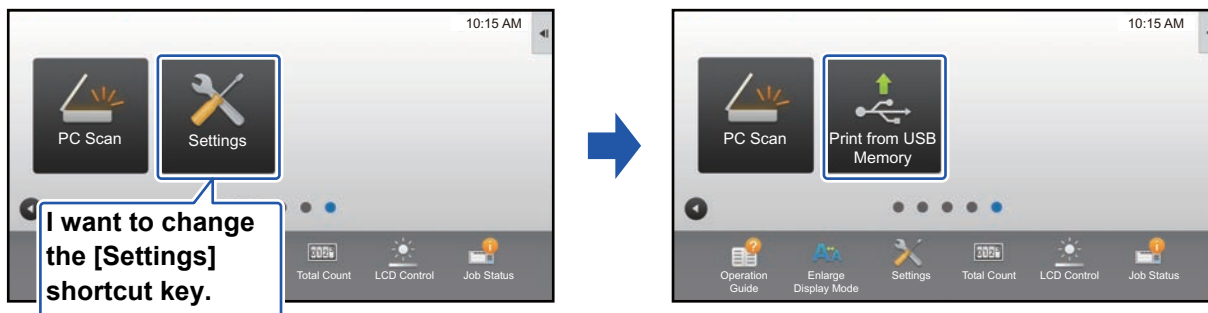 10:15 AM
PC Scan
Settings
I want to change
the [Settings]
shortcut key.
Total Count
LCD Control
Job Status
10:15 AM
PC Scan
Print from USB
Memory
Operation
Guide
Enlarge
Display Mode
Settings
Total Count
LCD Control
Job Status